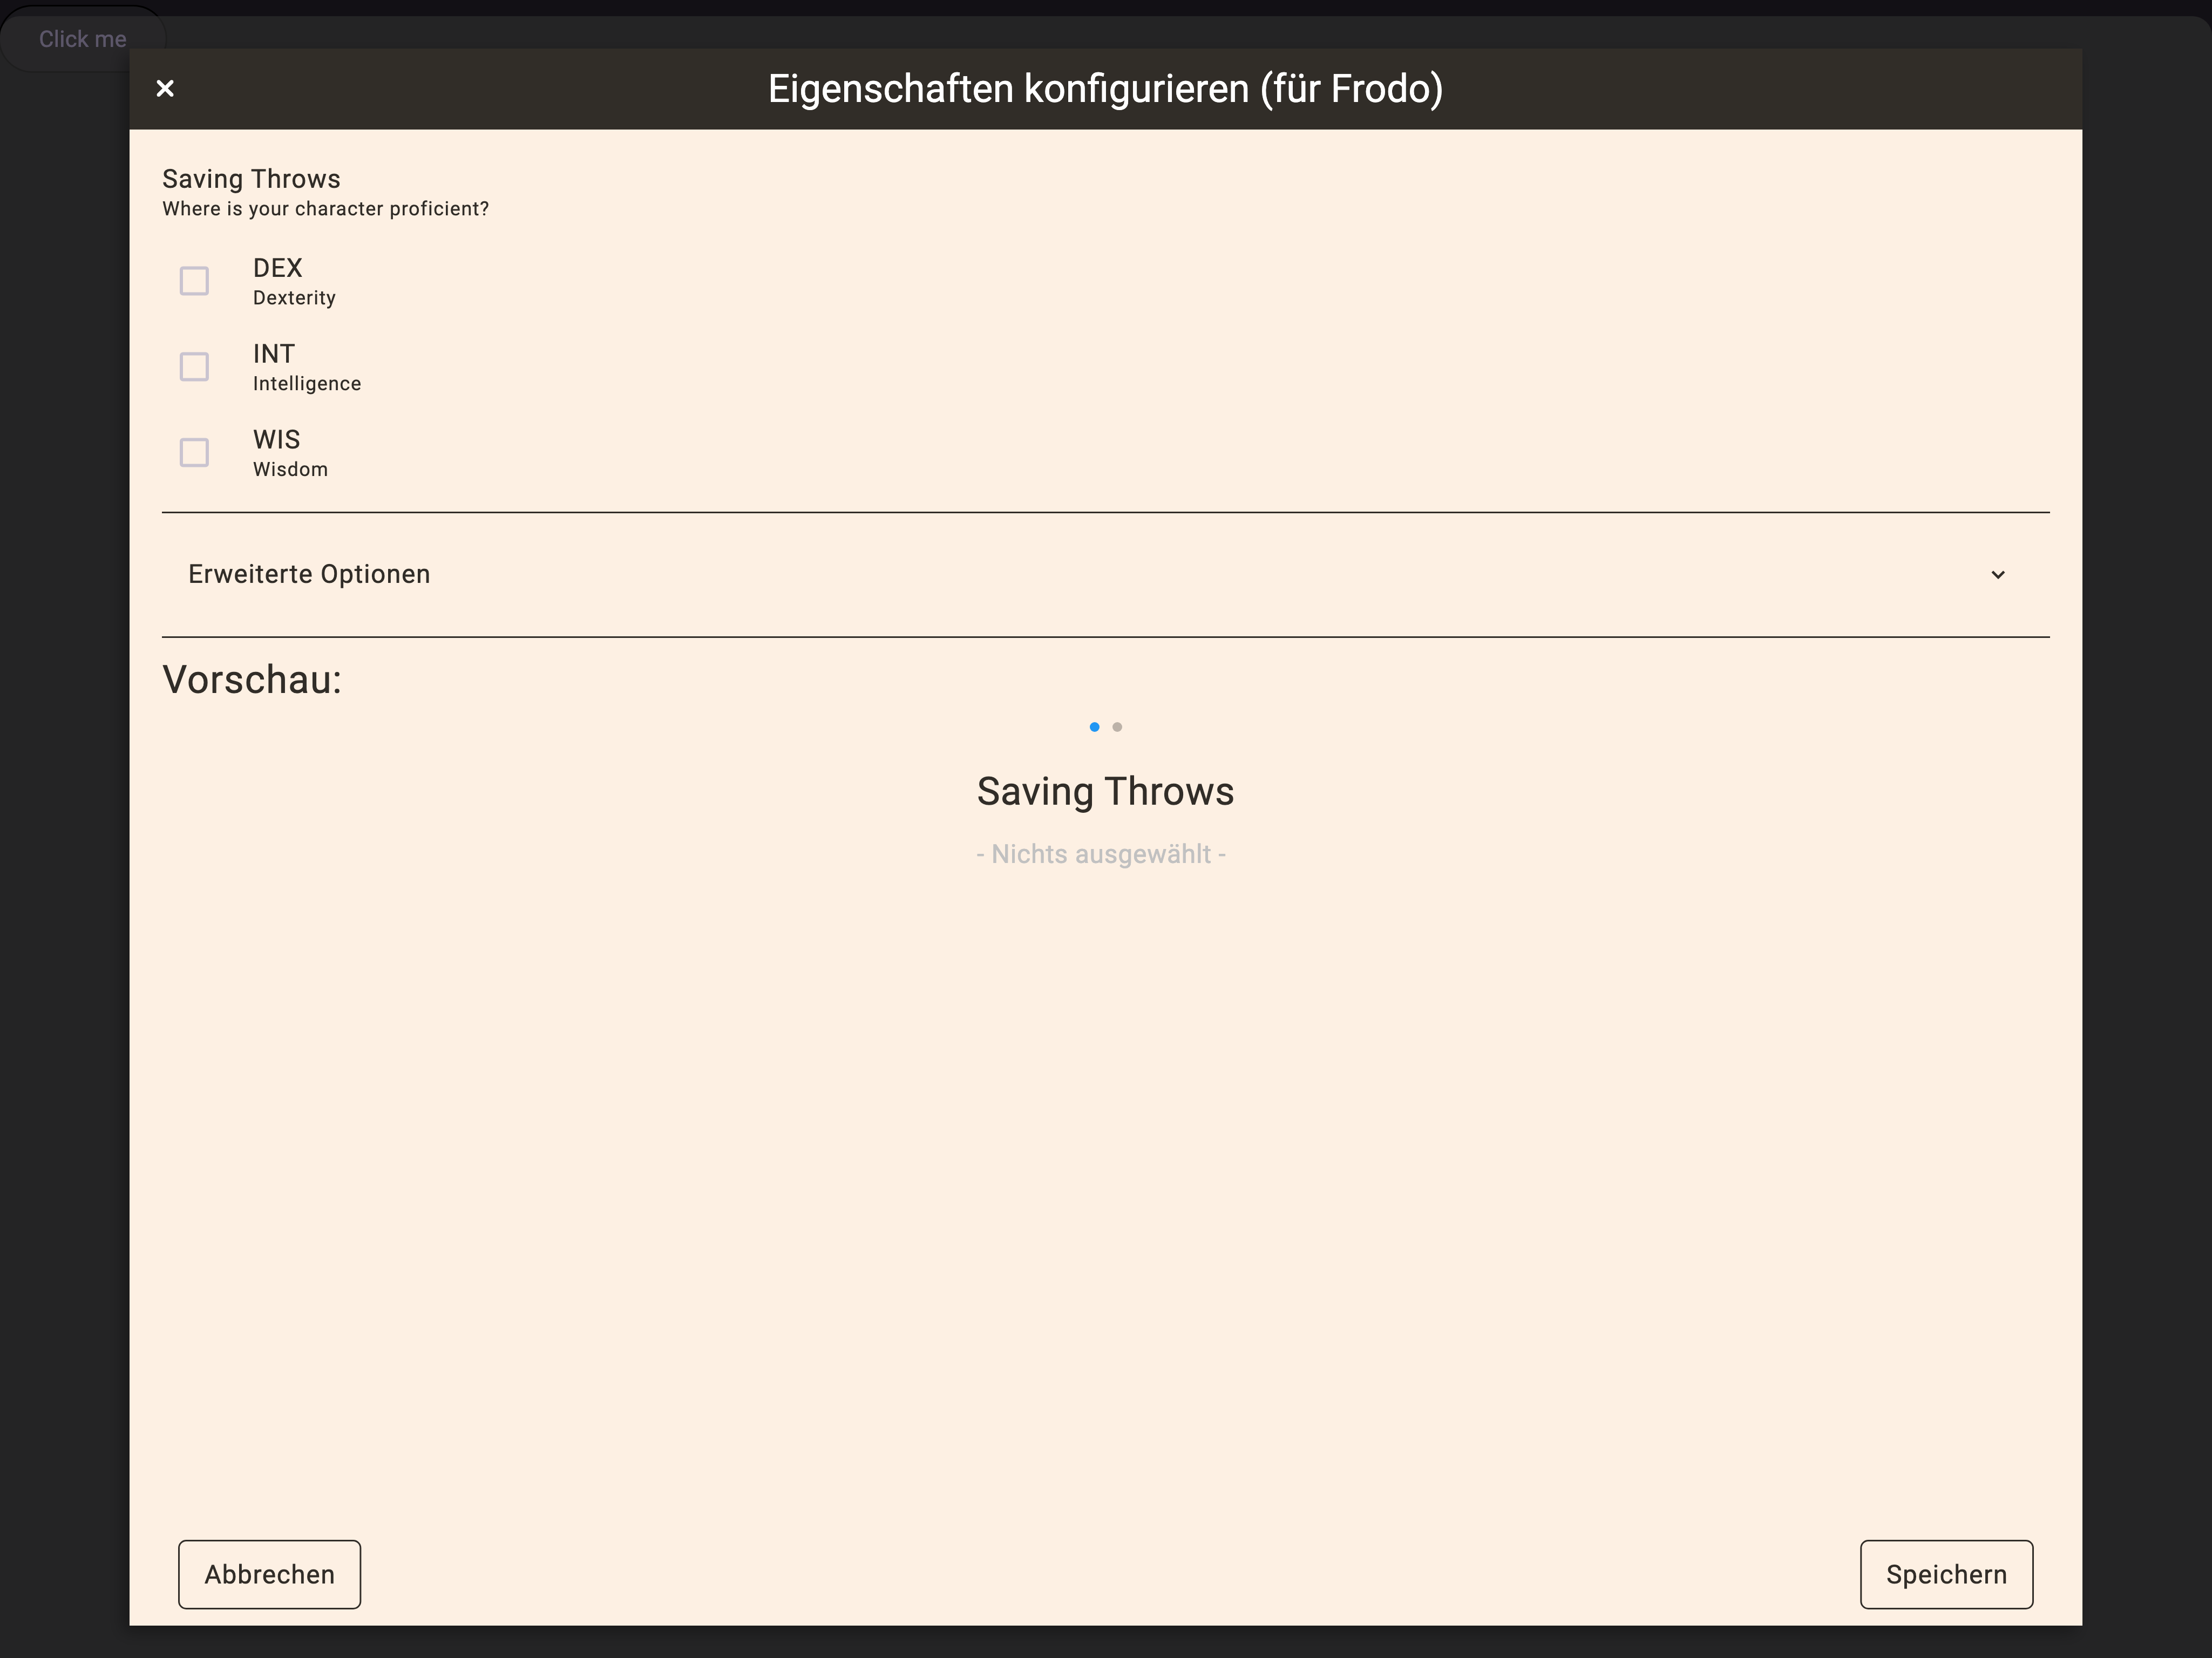 Click me
Eigenschaften konfigurieren (für Frodo)
Saving Throws
Where is your character proficient?
DEX
Dexterity
INT
Intelligence
WIS
Wisdom
Erweiterte Optionen
Vorschau:
Saving Throws
- Nichts ausgewählt -
Abbrechen
Speichern